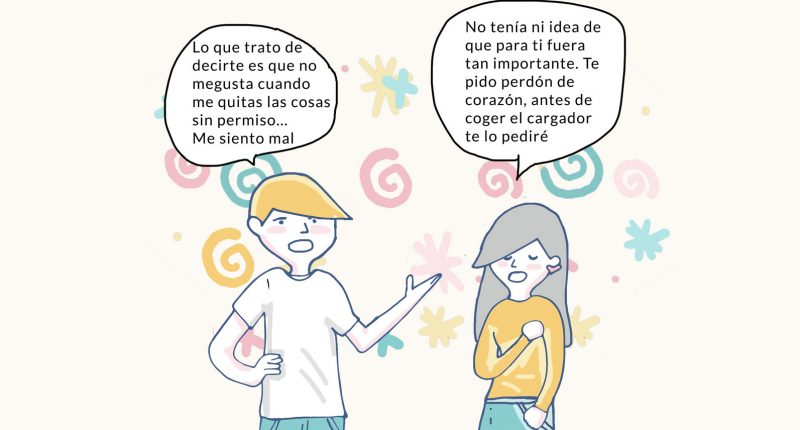 Lo que trato de
decirte es que no
megusta cuando
me quitas las cosas
sin permiso...
Me siento mal
No tenía ni idea de
que para ti fuera
tan importante. Te
pido perdón de
corazón, antes de
coger el cargador
te lo pediré